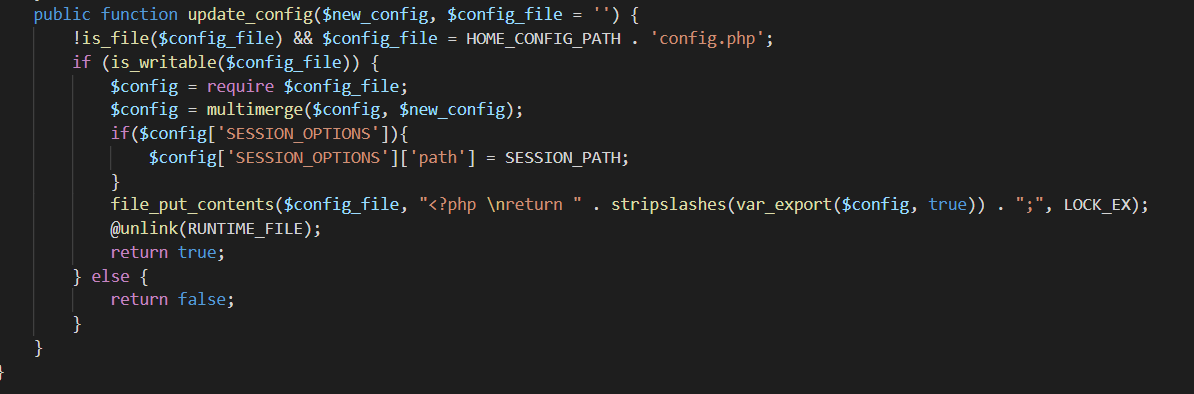 public function update_config($new_config, $config_file = '') {
!is_file($config_file) && $config_file = HOME_CONFIG_PATH . 'config.php';
if (is_writable($config_file)) {
$config = require $config_file;
$config = multimerge($config, $new_config);
if($config['SESSION_OPTIONS']){
$config['SESSION_OPTIONS']['path'] = SESSION_PATH;
}
file_put_contents($config_file, "<?php \nreturn " . stripslashes(var_export($config, true)) . ";", LOCK_EX);
@unlink(RUNTIME_FILE);
return true;
} else {
return false;
}
}
}